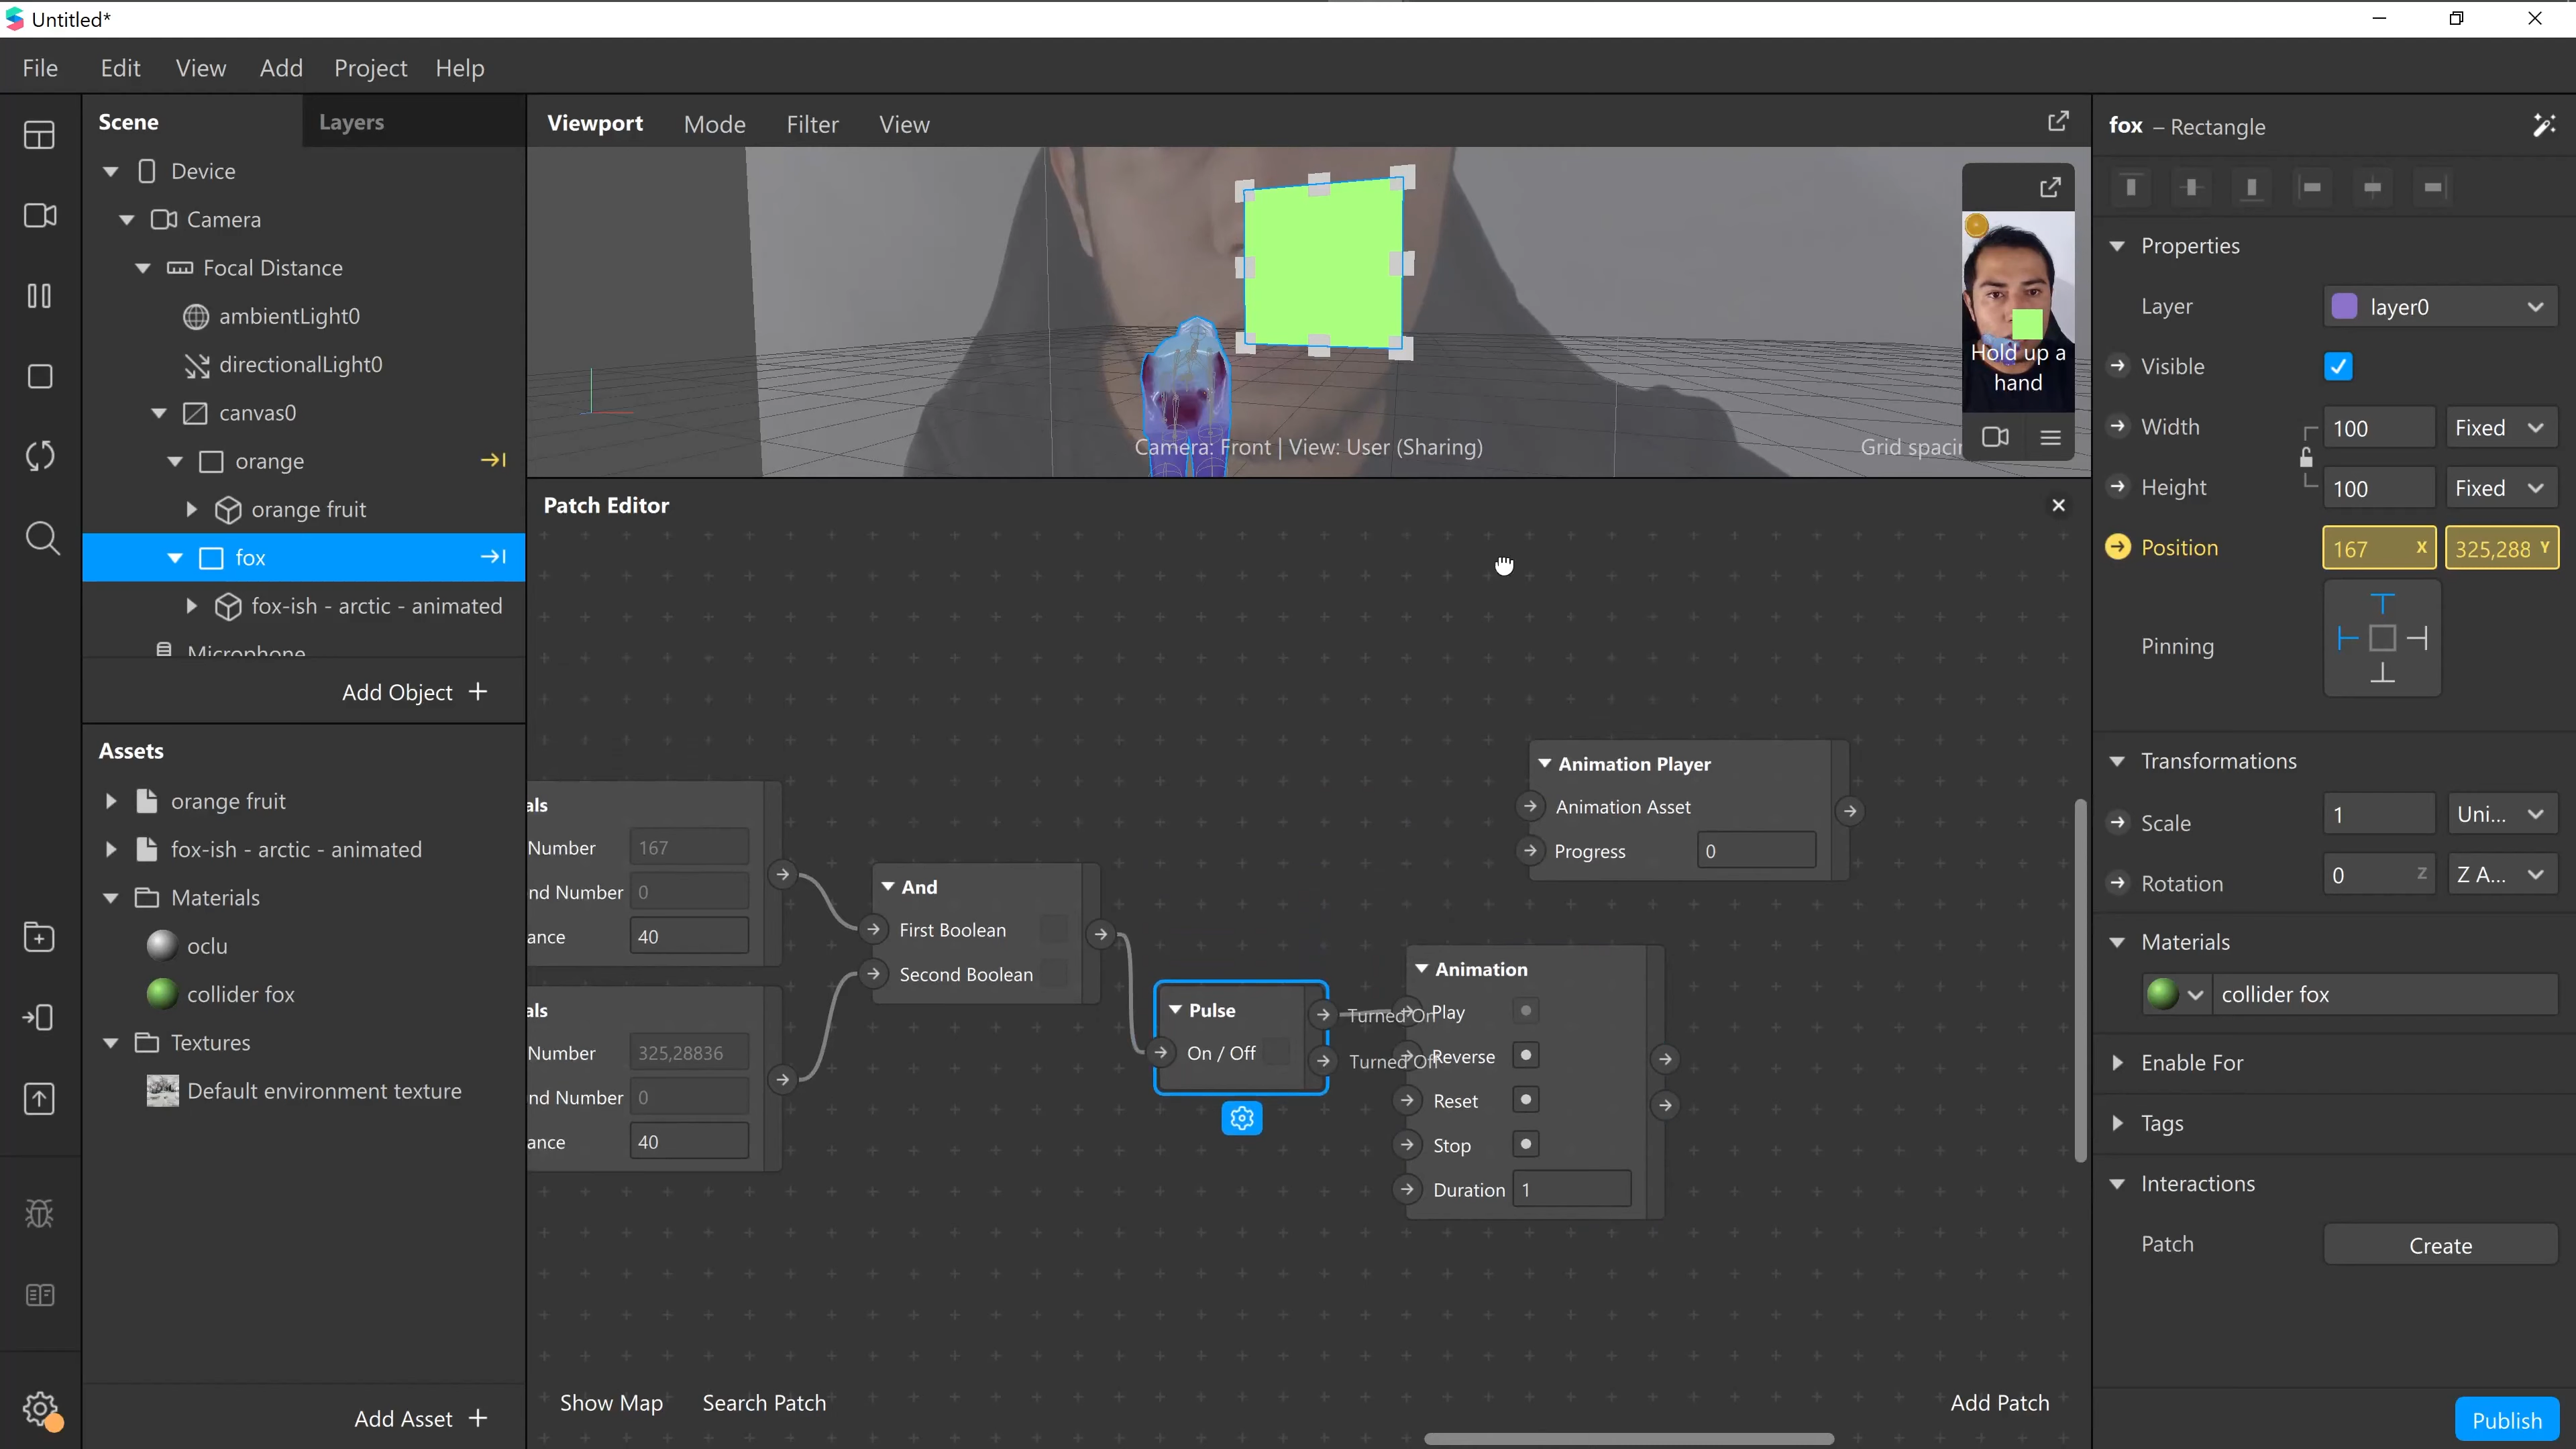 Untitled*
File Edit View Add Project Help
Scene Layers
Device
Camera
Focal Distance
ambientLight0
directionalLight0
canvas0
orange
orange fruit
fox
fox-ish - arctic - animated
Microphone
Add Object +
Assets
orange fruit
fox-ish - arctic - animated
Materials
oclu
collider fox
Textures
Default environment texture
Add Asset +
Viewport Mode Filter View
Camera: Front | View: User (Sharing)
Grid spacin
Hold up a
hand
Patch Editor
als
Number 167
nd Number 0
ance 40
als
Number 325,28836
nd Number 0
ance 40
And
First Boolean
Second Boolean
Pulse
On / Off
Turned On
Turned Off
Animation Player
Animation Asset
Progress 0
Animation
Play
Reverse
Reset
Stop
Duration 1
Show Map Search Patch Add Patch
fox – Rectangle
Properties
Layer layer0
Visible
Width 100 Fixed
Height 100 Fixed
Position 167 X 325,288 Y
Pinning
Transformations
Scale 1 Uni...
Rotation 0 Z Z A...
Materials
collider fox
Enable For
Tags
Interactions
Patch Create
Publish